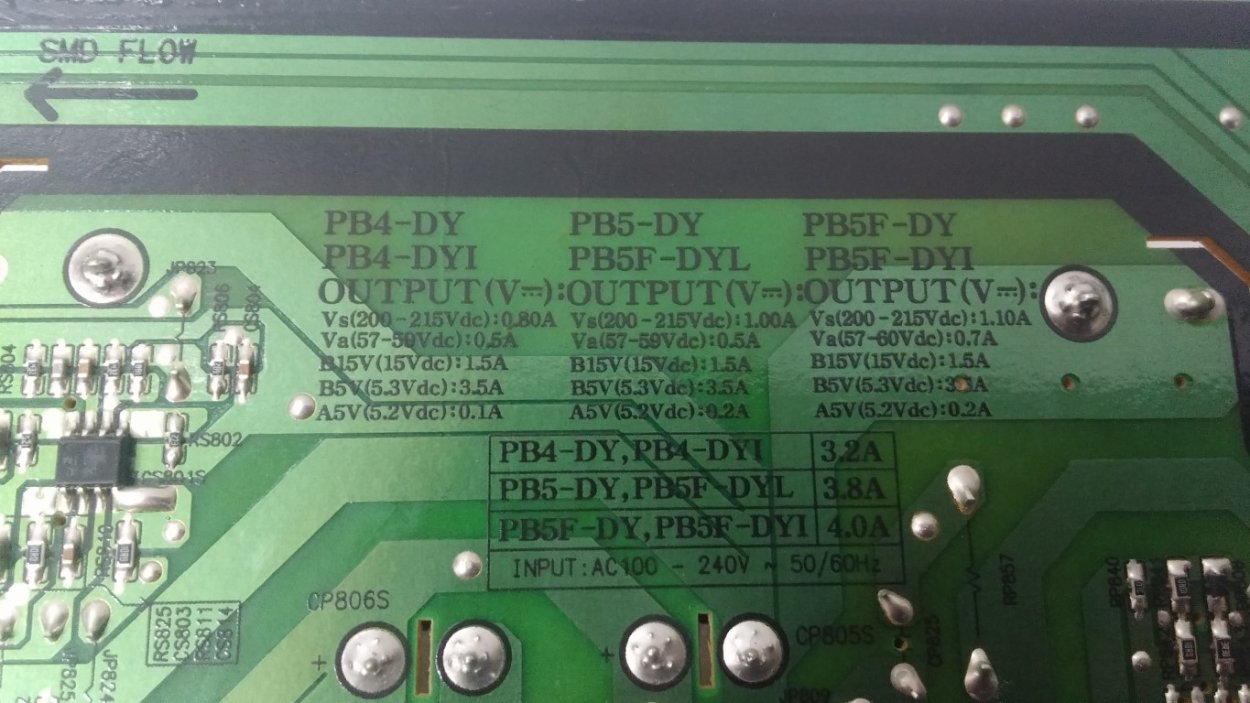 SMD FLOW
PB4-DY PB5-DY PB5F-DY
PB4-DYI PB5F-DYL PB5F-DYI
OUTPUT(V⎓): OUTPUT(V⎓): OUTPUT(V⎓):
Vs(200-215Vdc):0.80A Vs(200-215Vdc):1.00A Vs(200-215Vdc):1.10A
Va(57-59Vdc):0.5A Va(57-59Vdc):0.5A Va(57-60Vdc):0.7A
B15V(15Vdc):1.5A B15V(15Vdc):1.5A B15V(15Vdc):1.5A
B5V(5.3Vdc):3.5A B5V(5.3Vdc):3.5A B5V(5.3Vdc):
A5V(5.2Vdc):0.1A A5V(5.2Vdc):0.2A A5V(5.2Vdc):0.2A
PB4-DY,PB4-DYI 3.2A
PB5-DY,PB5F-DYL 3.8A
PB5F-DY,PB5F-DYI 4.0A
INPUT:AC100 - 240V ~ 50/60Hz
JP823
RS806
RS802
CP806S
+
CP805S
+
RS825
CS803
RS811
JP824
JP825
CP825
RP857
RP840
JP809